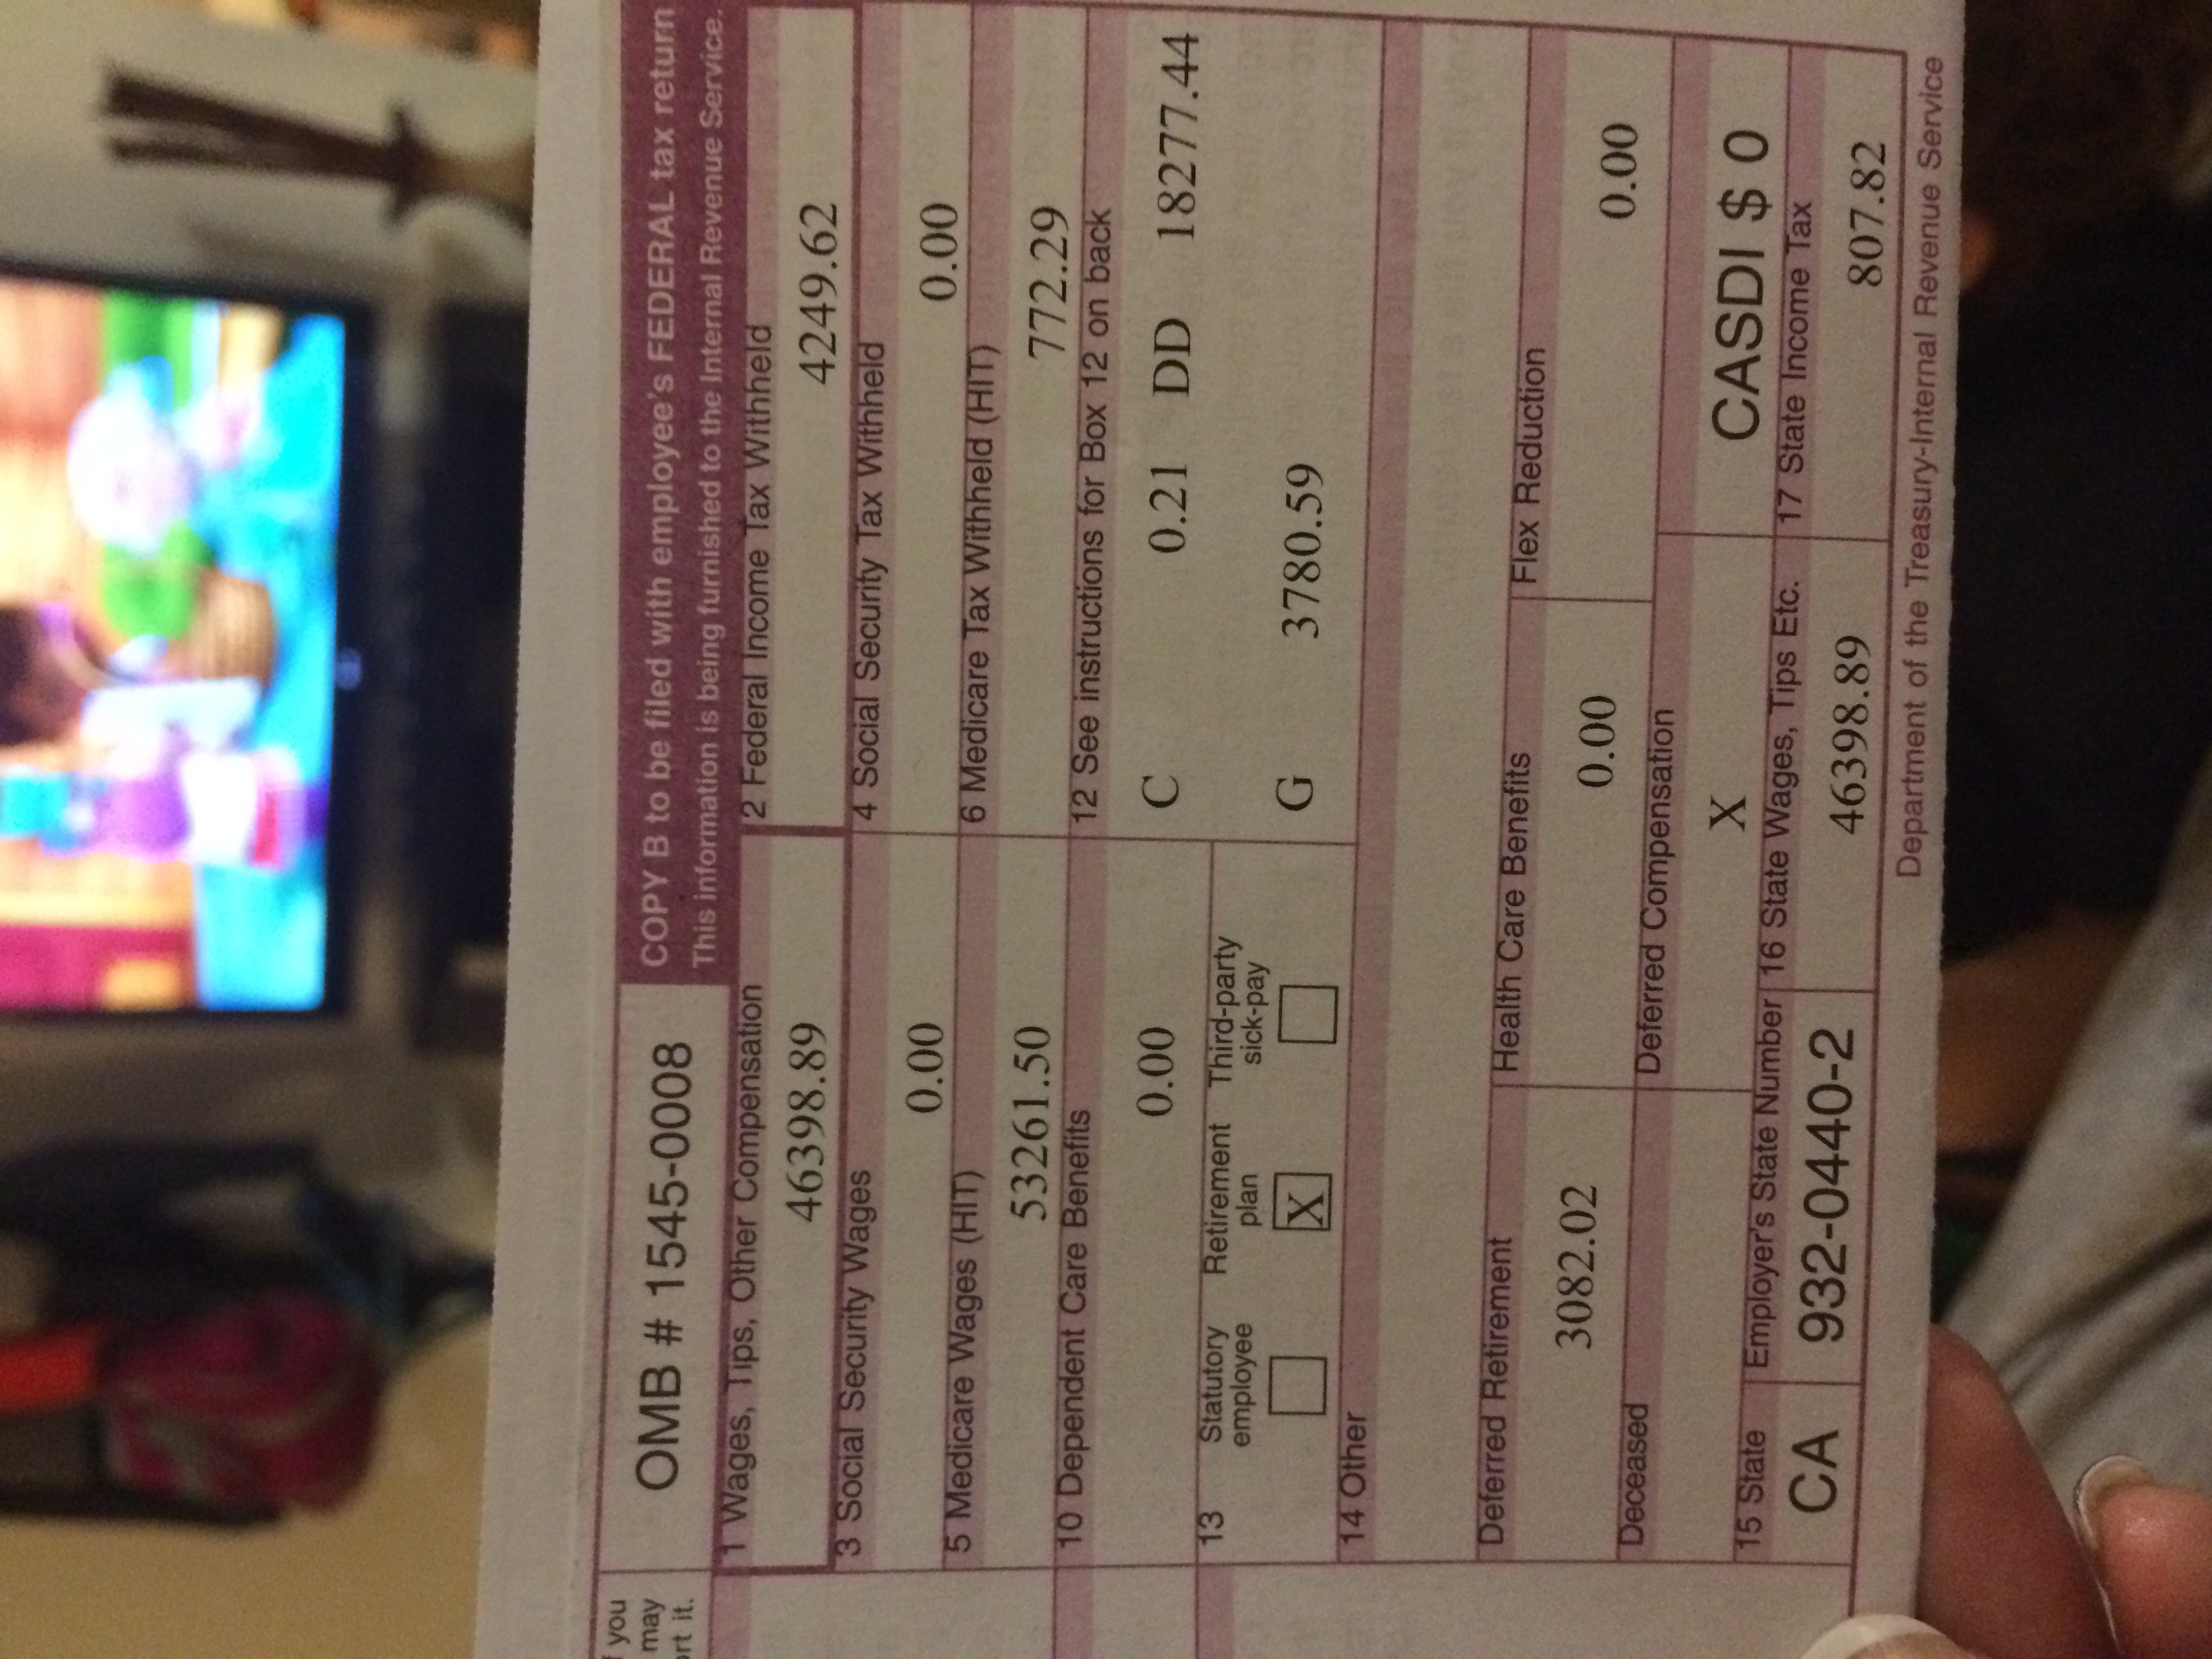 f you
may
rt it.
OMB # 1545-0008
COPY B to be filed with employee's FEDERAL tax return
This information is being furnished to the Internal Revenue Service.
1 Wages, Tips, Other Compensation
2 Federal Income Tax Withheld
46398.89
4249.62
3 Social Security Wages
4 Social Security Tax Withheld
0.00
0.00
5 Medicare Wages (HIT)
6 Medicare Tax Withheld (HIT)
53261.50
772.29
10 Dependent Care Benefits
12 See instructions for Box 12 on back
0.00
C 0.21 DD 18277.44
13 Statutory employee Retirement plan Third-party sick-pay
X
G 3780.59
14 Other
Deferred Retirement
Health Care Benefits
Flex Reduction
3082.02
0.00
0.00
Deceased
Deferred Compensation
X
CASDI $ 0
15 State
Employer's State Number
16 State Wages, Tips Etc.
17 State Income Tax
CA
932-0440-2
46398.89
807.82
Department of the Treasury-Internal Revenue Service